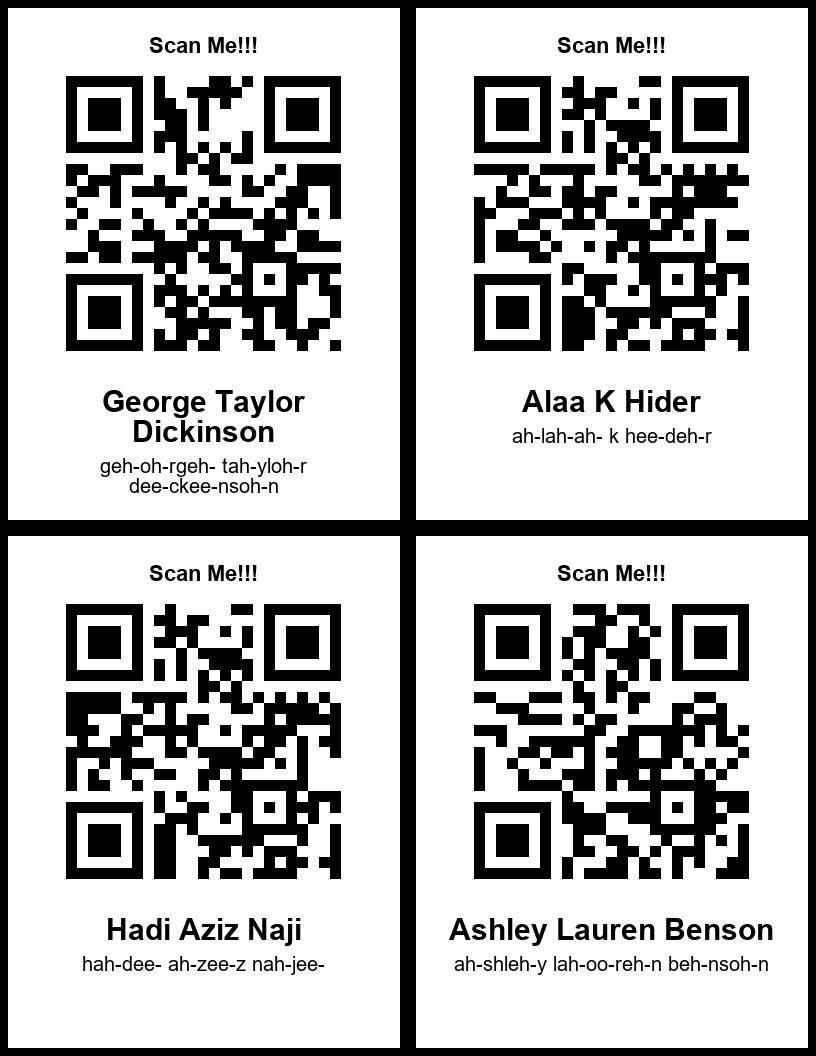 Scan Me!!!
George Taylor
Dickinson
geh-oh-rgeh- tah-yloh-r
dee-ckee-nsoh-n
Scan Me!!!
Alaa K Hider
ah-lah-ah- k hee-deh-r
Scan Me!!!
Hadi Aziz Naji
hah-dee- ah-zee-z nah-jee-
Scan Me!!!
Ashley Lauren Benson
ah-shleh-y lah-oo-reh-n beh-nsoh-n